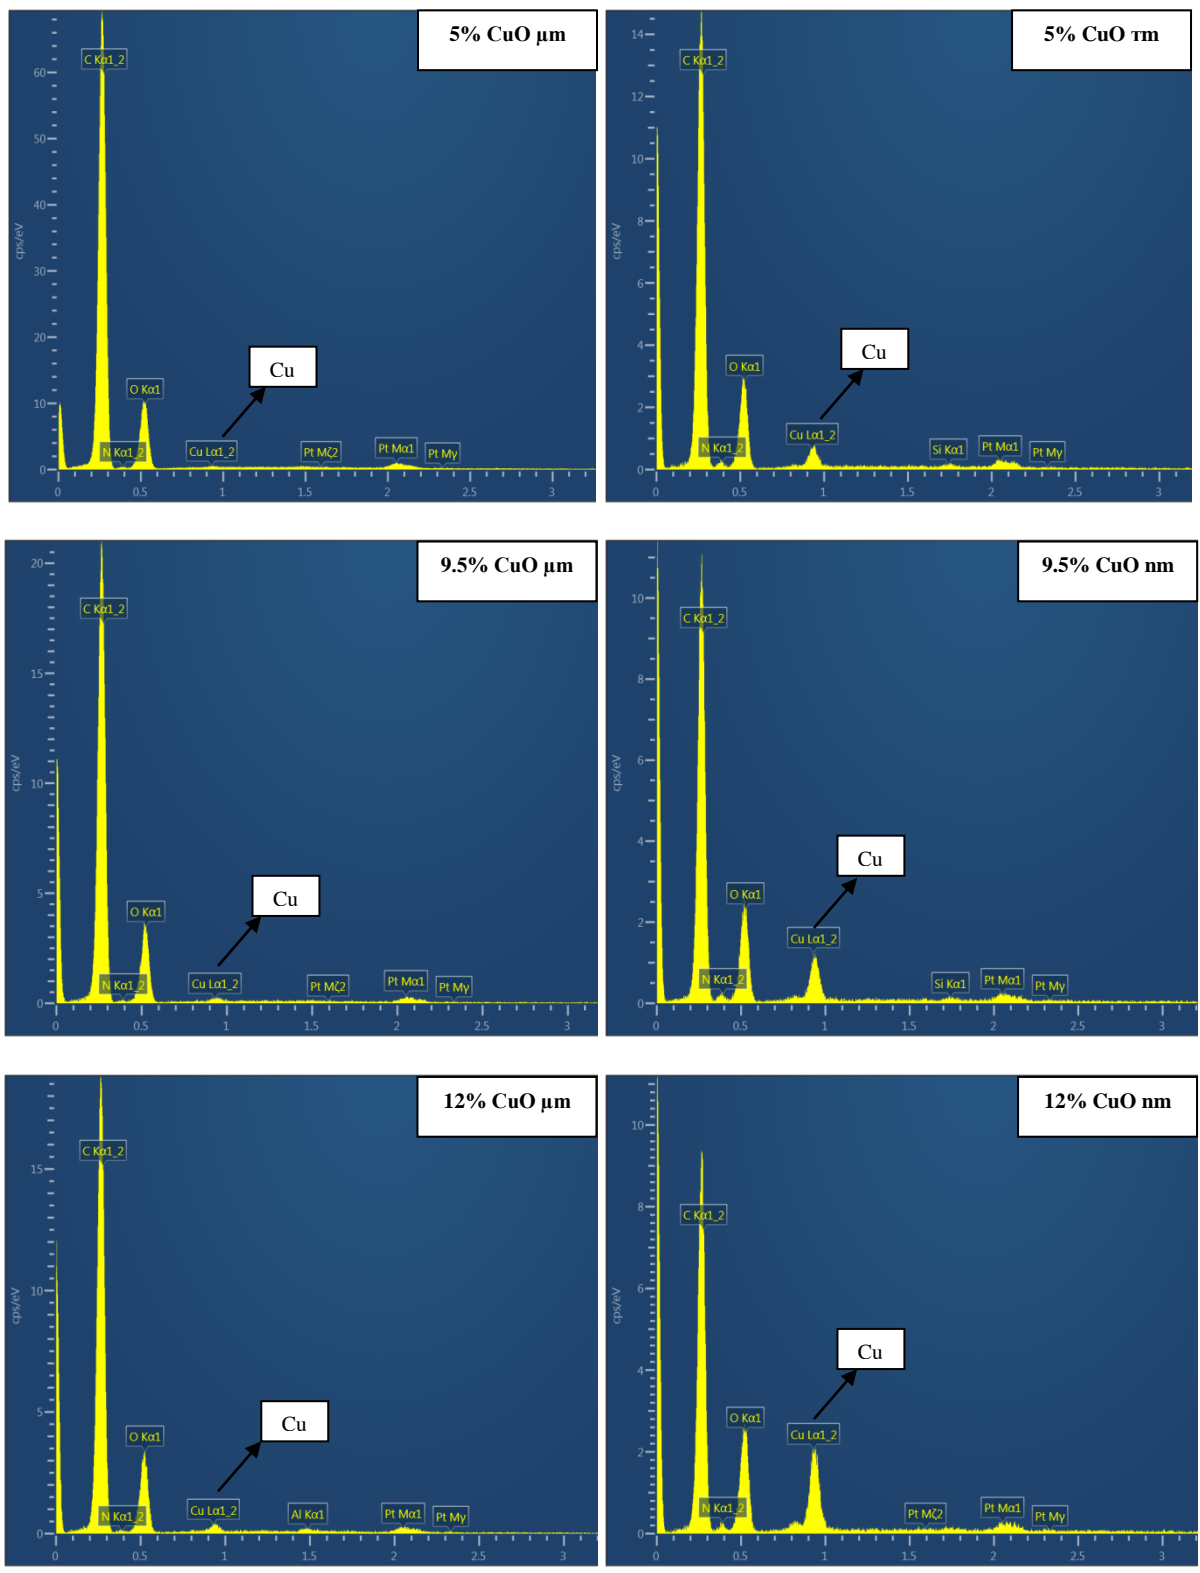 5% CuO µm
C Kα1_2
60
50
40
cps/eV
30
20
Cu
O Kα1
10
N Kα1_2
Cu Lα1_2
Pt Mζ2
Pt Mα1
Pt Mγ
0
0 0.5 1 1.5 2 2.5 3
5% CuO тm
14
C Kα1_2
12
10
cps/eV
8
6
4
Cu
O Kα1
2
Cu Lα1_2
N Kα1_2
Si Kα1
Pt Mα1
Pt Mγ
0
0 0.5 1 1.5 2 2.5 3
9.5% CuO µm
20
C Kα1_2
15
cps/eV
10
5
Cu
O Kα1
N Kα1_2
Cu Lα1_2
Pt Mζ2
Pt Mα1
Pt Mγ
0
0 0.5 1 1.5 2 2.5 3
9.5% CuO nm
10
C Kα1_2
8
cps/eV
6
4
Cu
O Kα1
2
Cu Lα1_2
N Kα1_2
Si Kα1
Pt Mα1
Pt Mγ
0
0 0.5 1 1.5 2 2.5 3
12% CuO µm
C Kα1_2
15
cps/eV
10
5
Cu
O Kα1
N Kα1_2
Cu Lα1_2
Al Kα1
Pt Mα1
Pt Mγ
0
0 0.5 1 1.5 2 2.5 3
12% CuO nm
10
8
C Kα1_2
cps/eV
6
4
Cu
O Kα1
2
Cu Lα1_2
N Kα1_2
Pt Mζ2
Pt Mα1
Pt Mγ
0
0 0.5 1 1.5 2 2.5 3